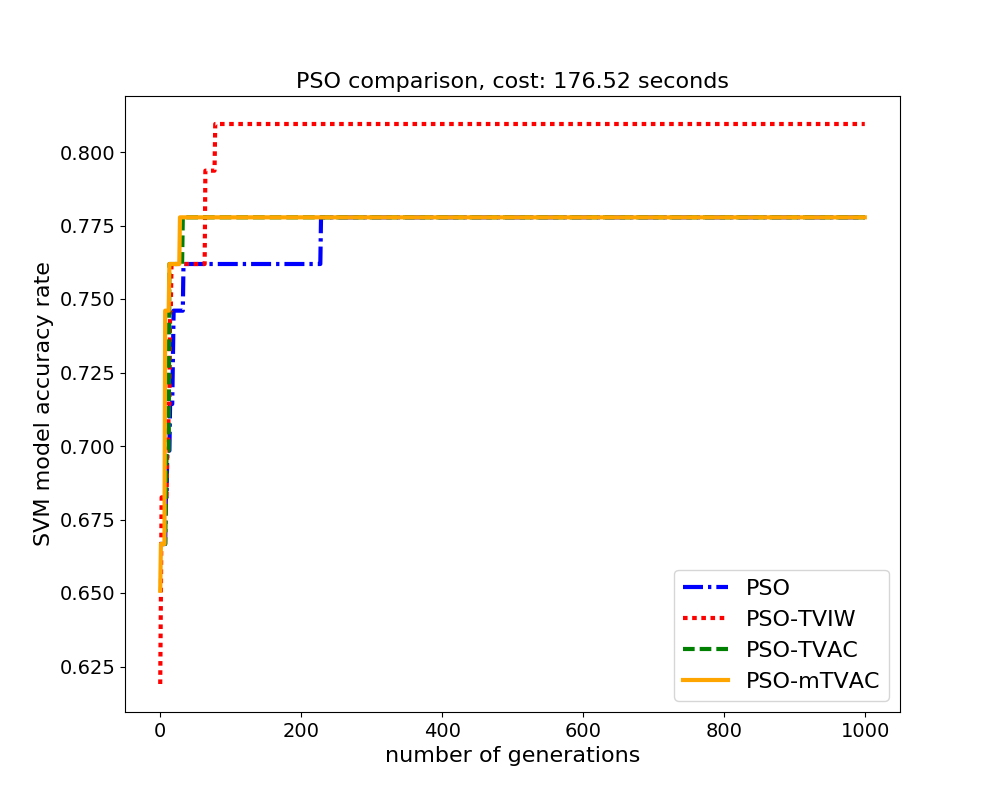 PSO comparison, cost: 176.52 seconds
0.800
0.775
0.750
0.725
0.700
0.675
0.650
0.625
SVM model accuracy rate
PSO
PSO-TVIW
PSO-TVAC
PSO-mTVAC
0 200 400 600 800 1000
number of generations